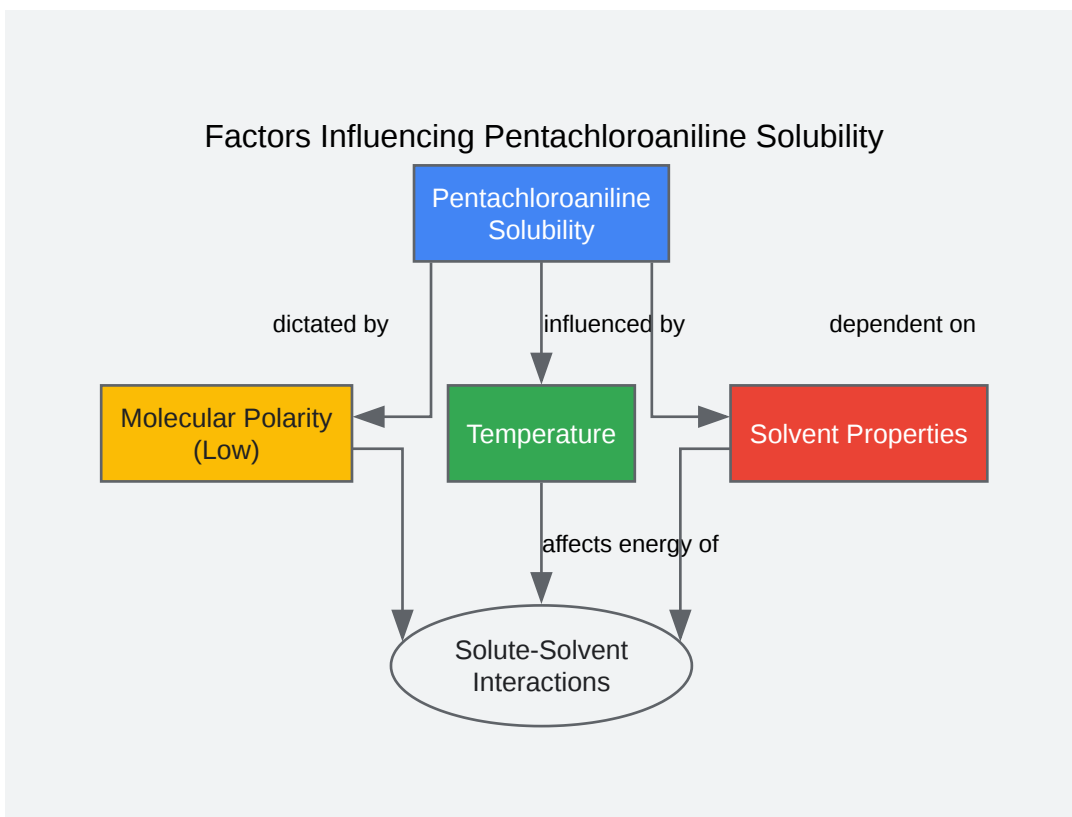 Factors Influencing Pentachloroaniline Solubility
Pentachloroaniline
Solubility
dictated by
influenced by
dependent on
Molecular Polarity
(Low)
Temperature
Solvent Properties
affects energy of
Solute-Solvent
Interactions